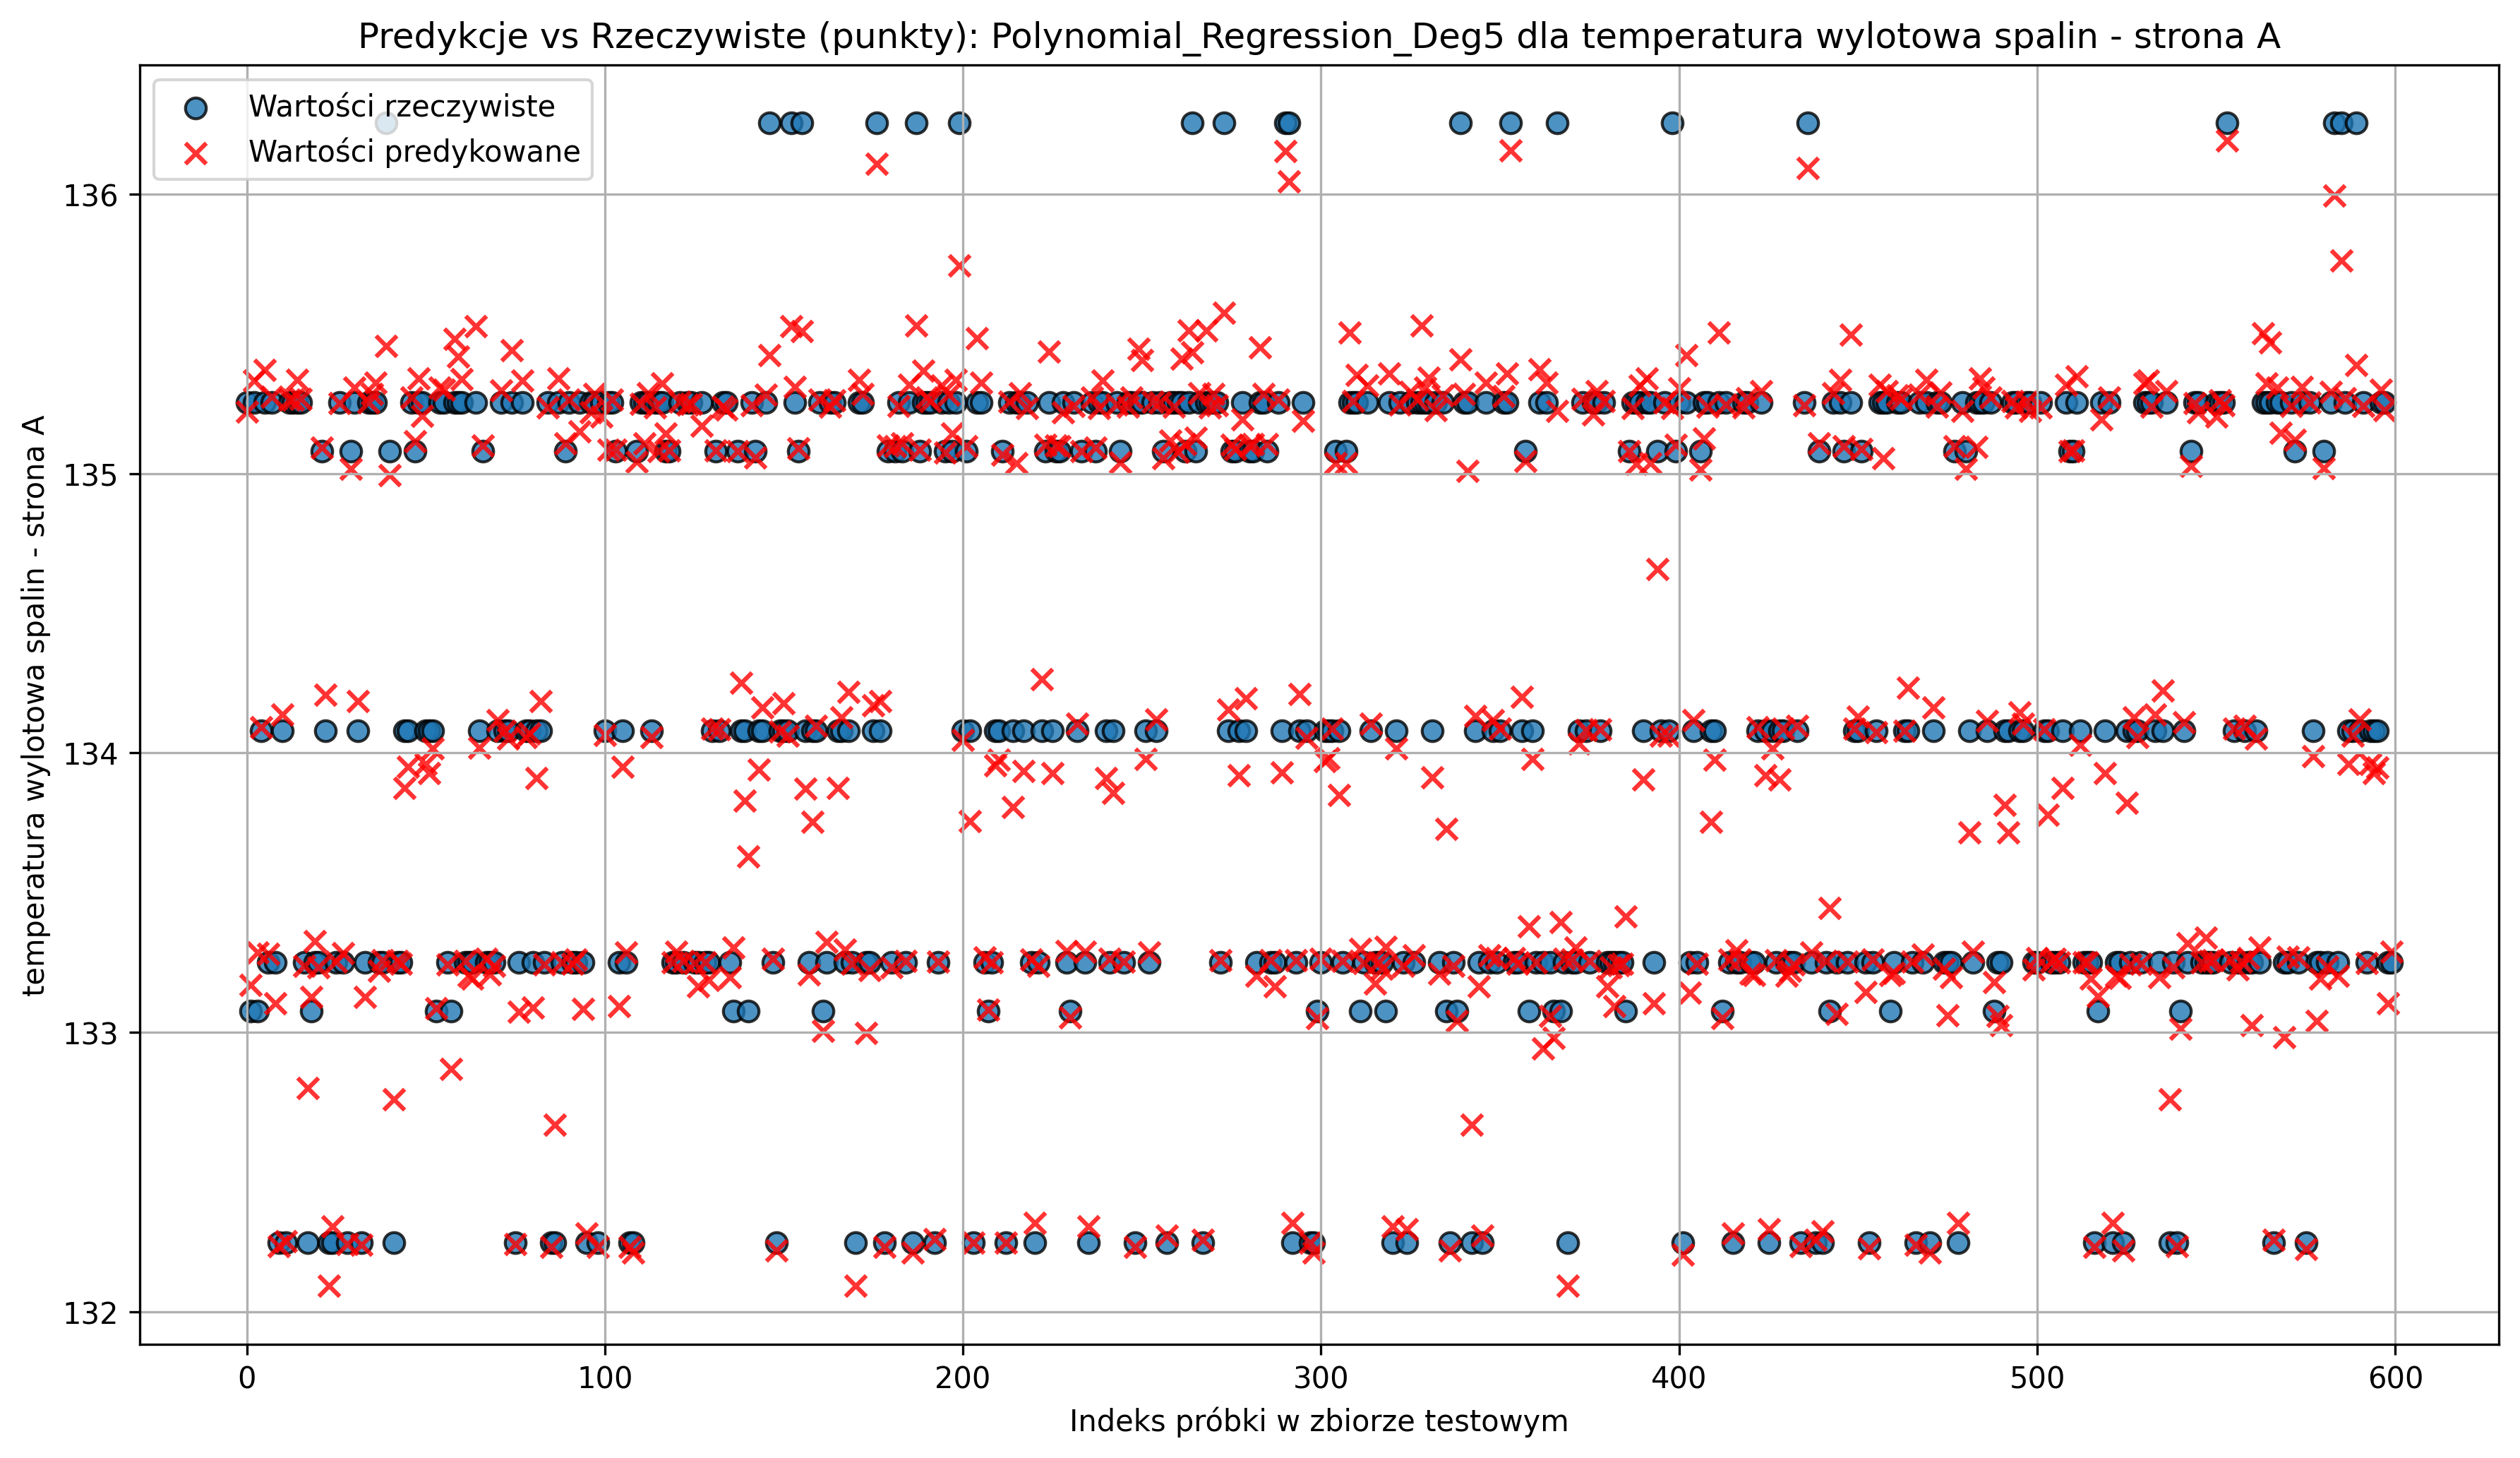 Predykcje vs Rzeczywiste (punkty): Polynomial_Regression_Deg5 dla temperatura wylotowa spalin - strona A
Wartości rzeczywiste
Wartości predykowane
136
135
134
133
132
temperatura wylotowa spalin - strona A
0
100
200
300
400
500
600
Indeks próbki w zbiorze testowym